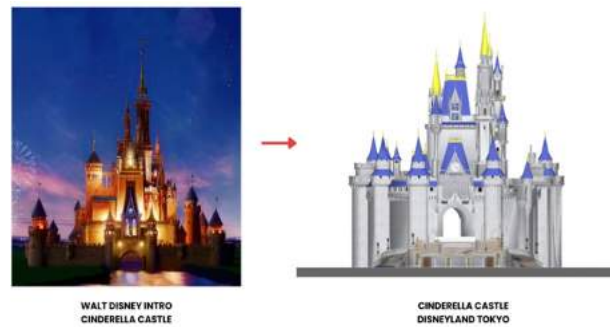 WALT DISNEY INTRO
CINDERELLA CASTLE
CINDERELLA CASTLE
DISNEYLAND TOKYO